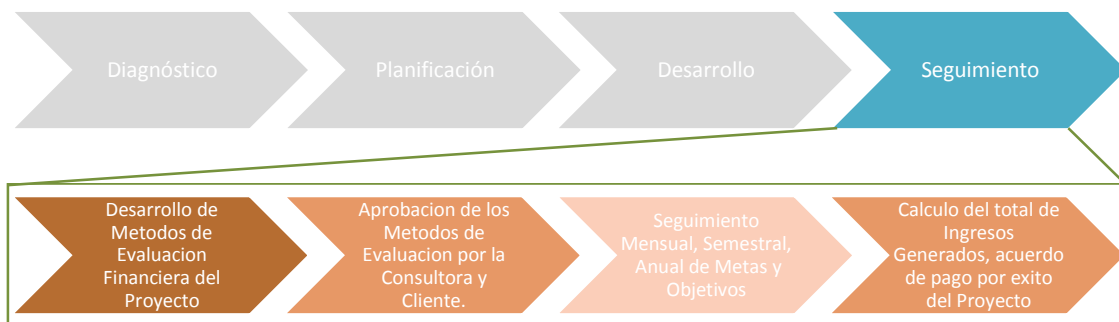 Diagnóstico
Planificación
Desarrollo
Seguimiento
Desarrollo de
Metodos de
Evaluacion
Financiera del
Proyecto
Aprobacion de los
Metodos de
Evaluacion por la
Consultora y
Cliente.
Seguimiento
Mensual, Semestral,
Anual de Metas y
Objetivos
Calculo del total de
Ingresos
Generados, acuerdo
de pago por exito
del Proyecto